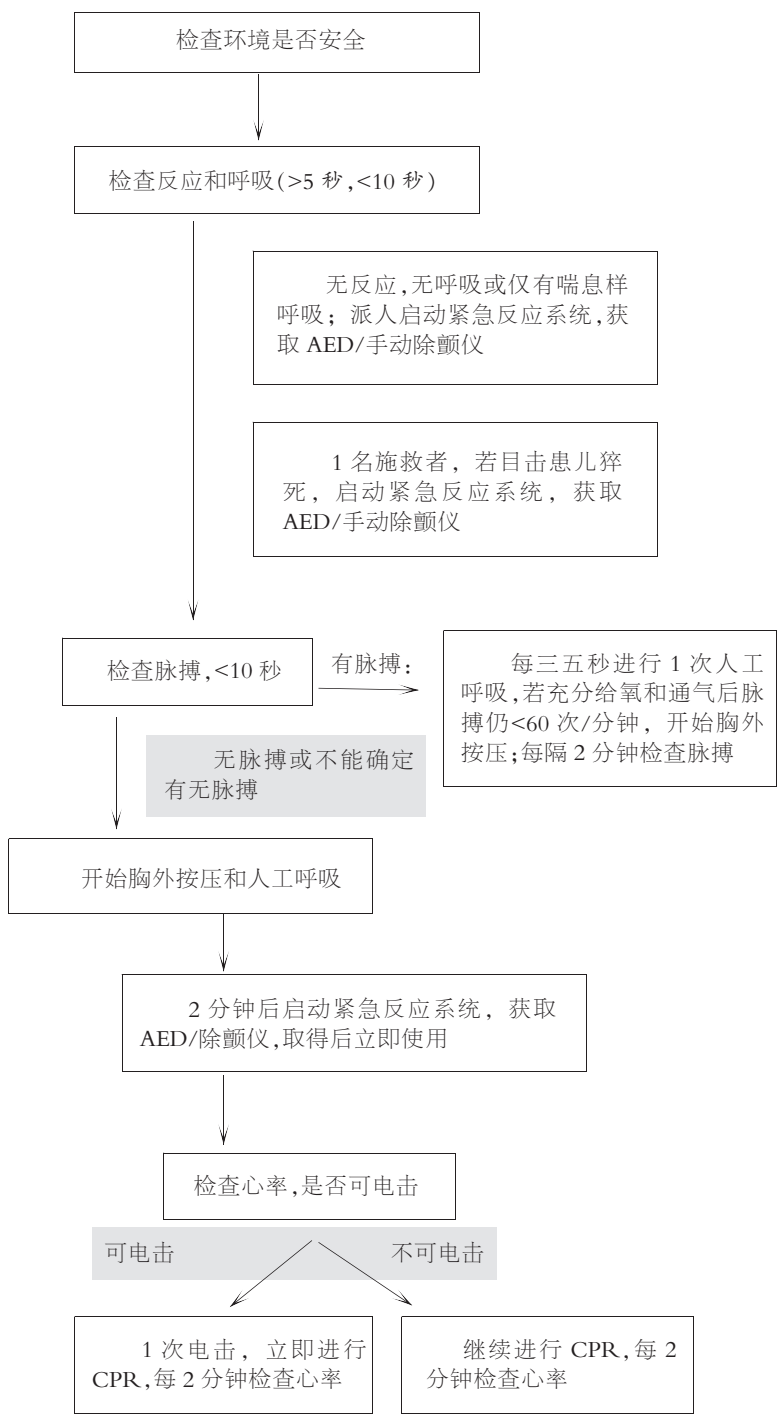 检查环境是否安全
检查反应和呼吸(>5 秒,<10 秒)
无反应,无呼吸或仅有喘息样
呼吸；派人启动紧急反应系统,获
取 AED/手动除颤仪
1 名施救者，若目击患儿猝
死，启动紧急反应系统，获取
AED/手动除颤仪
检查脉搏,<10 秒
有脉搏：
每三五秒进行 1 次人工
呼吸,若充分给氧和通气后脉
搏仍<60 次/分钟，开始胸外
按压;每隔 2 分钟检查脉搏
无脉搏或不能确定
有无脉搏
开始胸外按压和人工呼吸
2 分钟后启动紧急反应系统，获取
AED/除颤仪,取得后立即使用
检查心率,是否可电击
可电击
不可电击
1 次电击，立即进行
CPR,每 2 分钟检查心率
继续进行 CPR,每 2
分钟检查心率